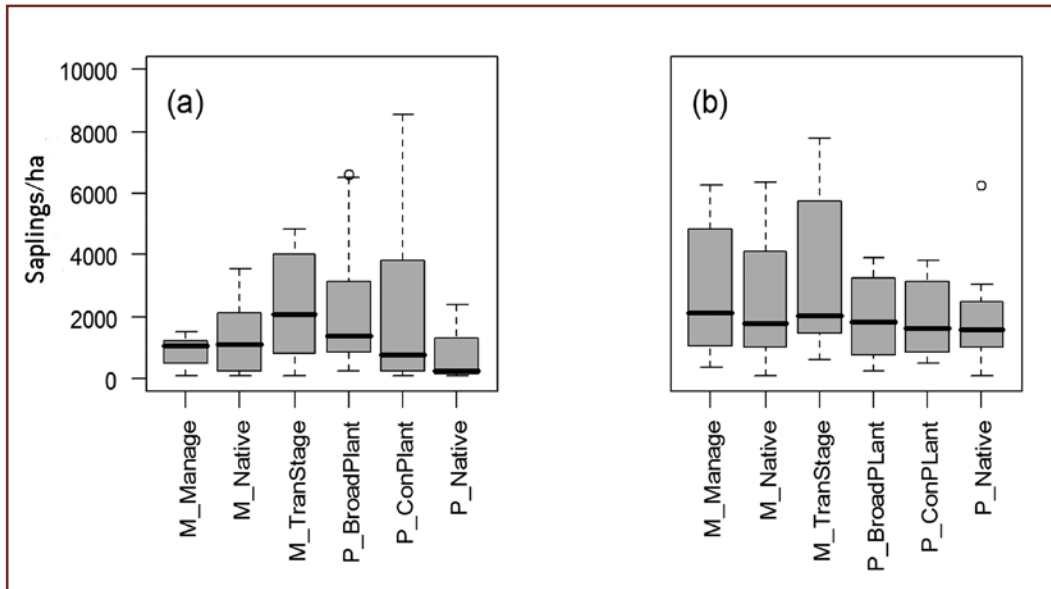 10000
8000
6000
4000
2000
0
Saplings/ha
(a)
M_Manage
M_Native
M_TranStage
P_BroadPlant
P_ConPlant
P_Native
(b)
M_Manage
M_Native
M_TranStage
P_BroadPLant
P_ConPLant
P_Native